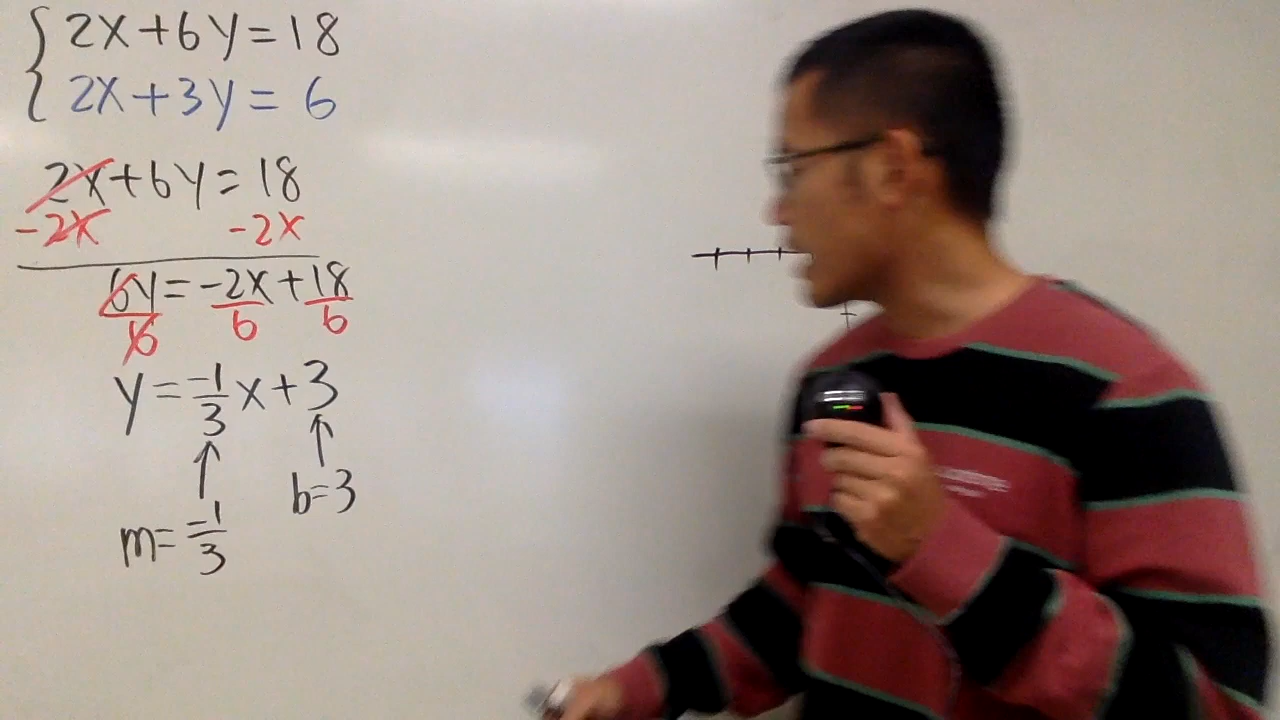 2x+6y=18
2x+3y=6
2x+6y=18
-2x -2x
6y=-2x+18
6 6 6
y=-1/3x+3
b=3
m=-1/3